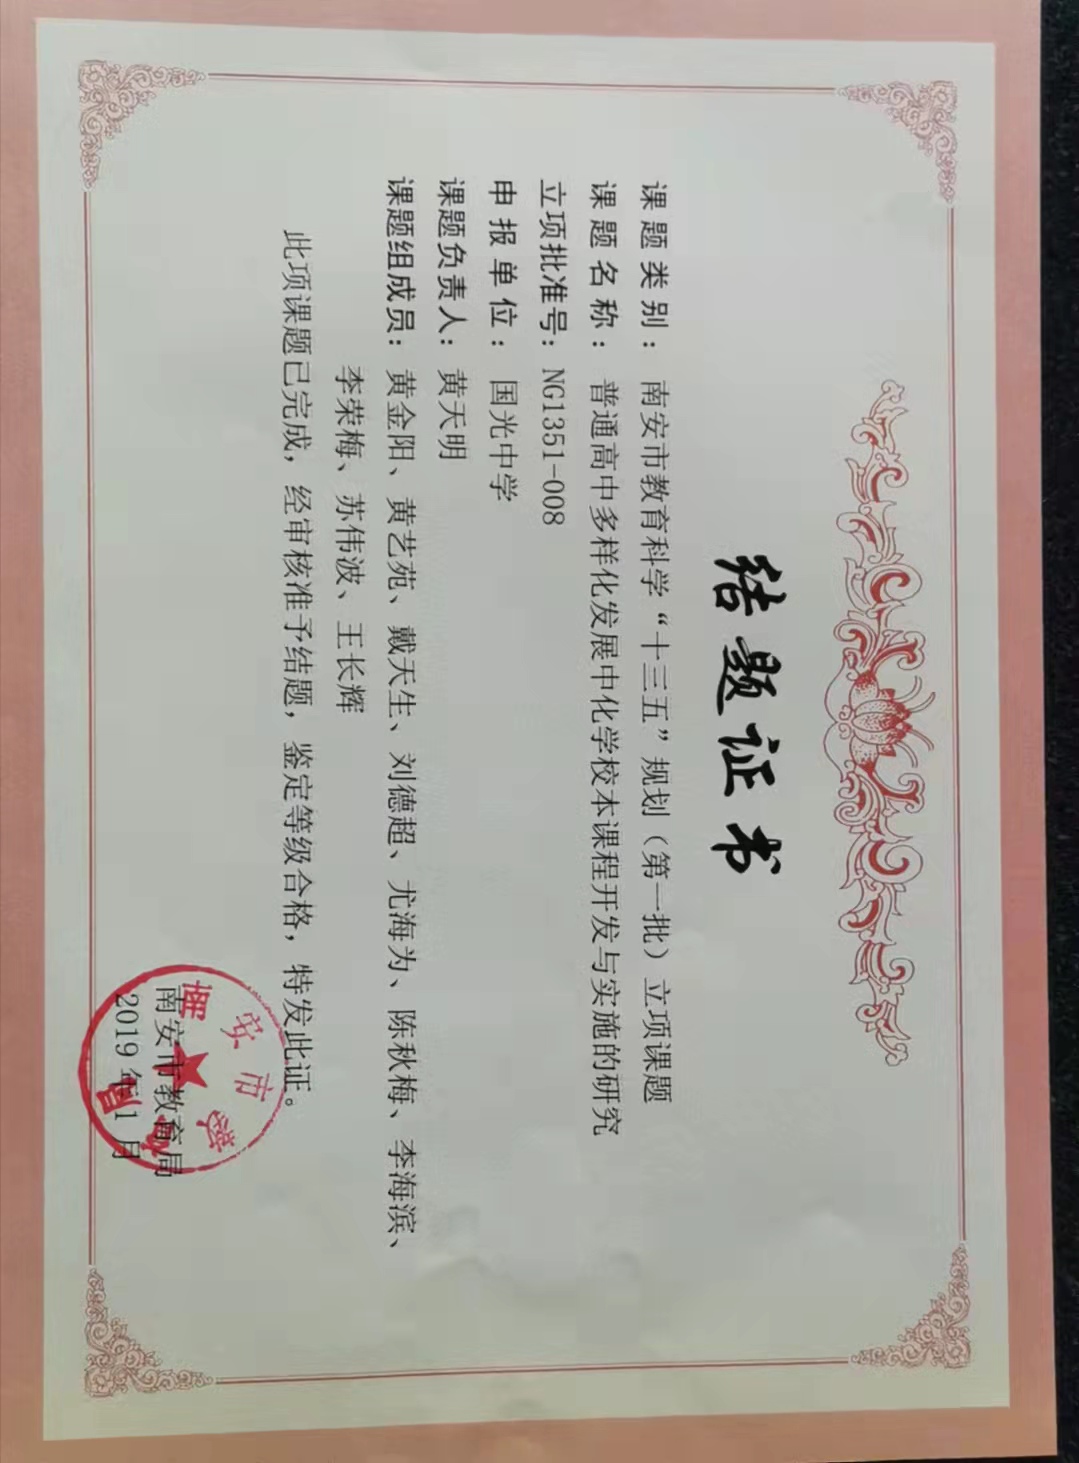 结题证书
课题类别：南安市教育科学“十三五”规划（第一批）立项课题
课题名称：普通高中多样化发展中化学校本课程开发与实施的研究
立项批准号：NG1351-008
申报单位：国光中学
课题负责人：黄天明
课题组成员：黄金阳、黄艺苑、戴天生、刘德超、尤海为、陈秋梅、李海滨、
李荣梅、苏伟波、王长辉
此项课题已完成，经审核准予结题，鉴定等级合格，特发此证。
南安市教育局
2019年1月
南安市教育局